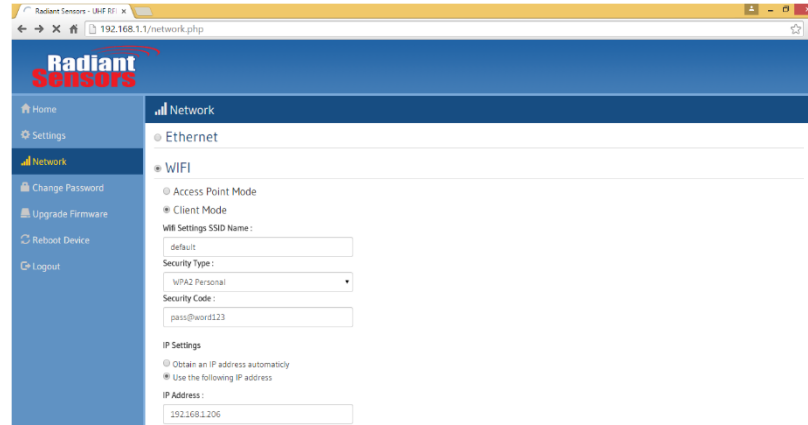 Radiant Sensors - UHF RFI
192.168.1.1/network.php
Radiant
Sensors
Home
Settings
Network
Change Password
Upgrade Firmware
Reboot Device
Logout
Network
Ethernet
WIFI
Access Point Mode
Client Mode
Wifi Settings SSID Name :
default
Security Type :
WPA2 Personal
Security Code :
pass@word123
IP Settings
Obtain an IP address automaticly
Use the following IP address
IP Address :
192.168.1.206